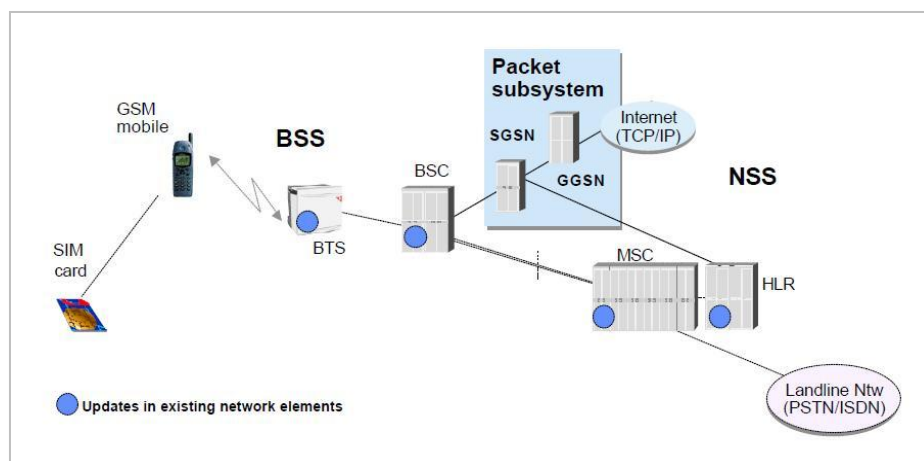 Packet
subsystem
GSM
mobile
BSS
SGSN
Internet
(TCP/IP)
BSC
GGSN
NSS
BTS
SIM
card
MSC
HLR
Landline Ntw
(PSTN/ISDN)
Updates in existing network elements